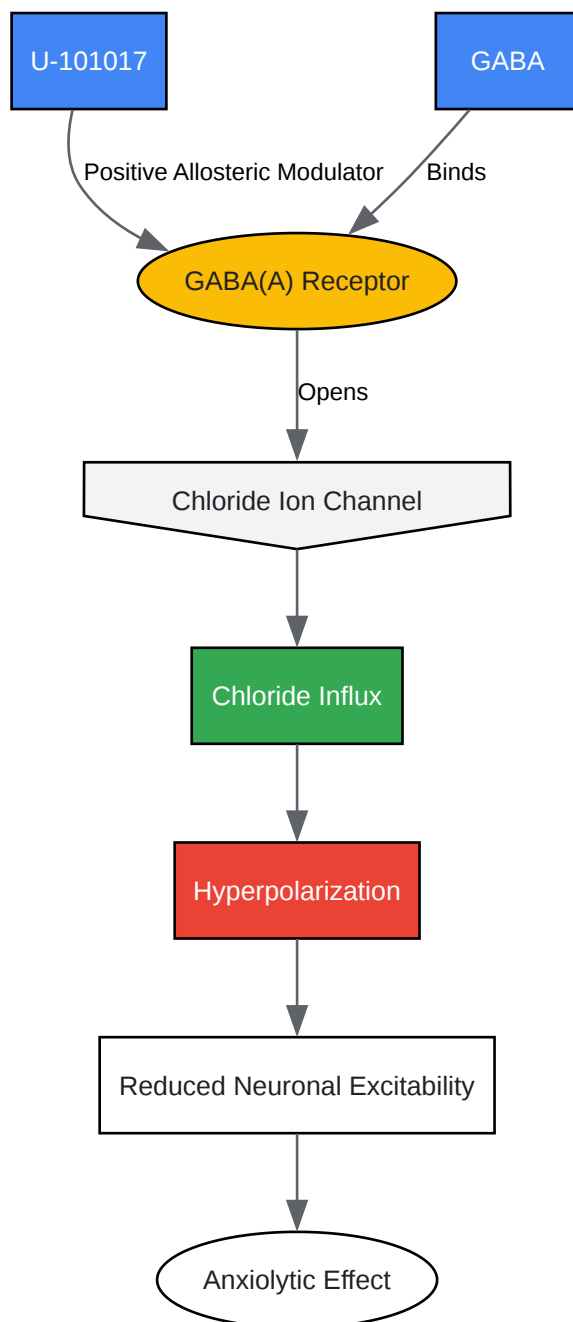 U-101017
GABA
Positive Allosteric Modulator
Binds
GABA(A) Receptor
Opens
Chloride Ion Channel
Chloride Influx
Hyperpolarization
Reduced Neuronal Excitability
Anxiolytic Effect